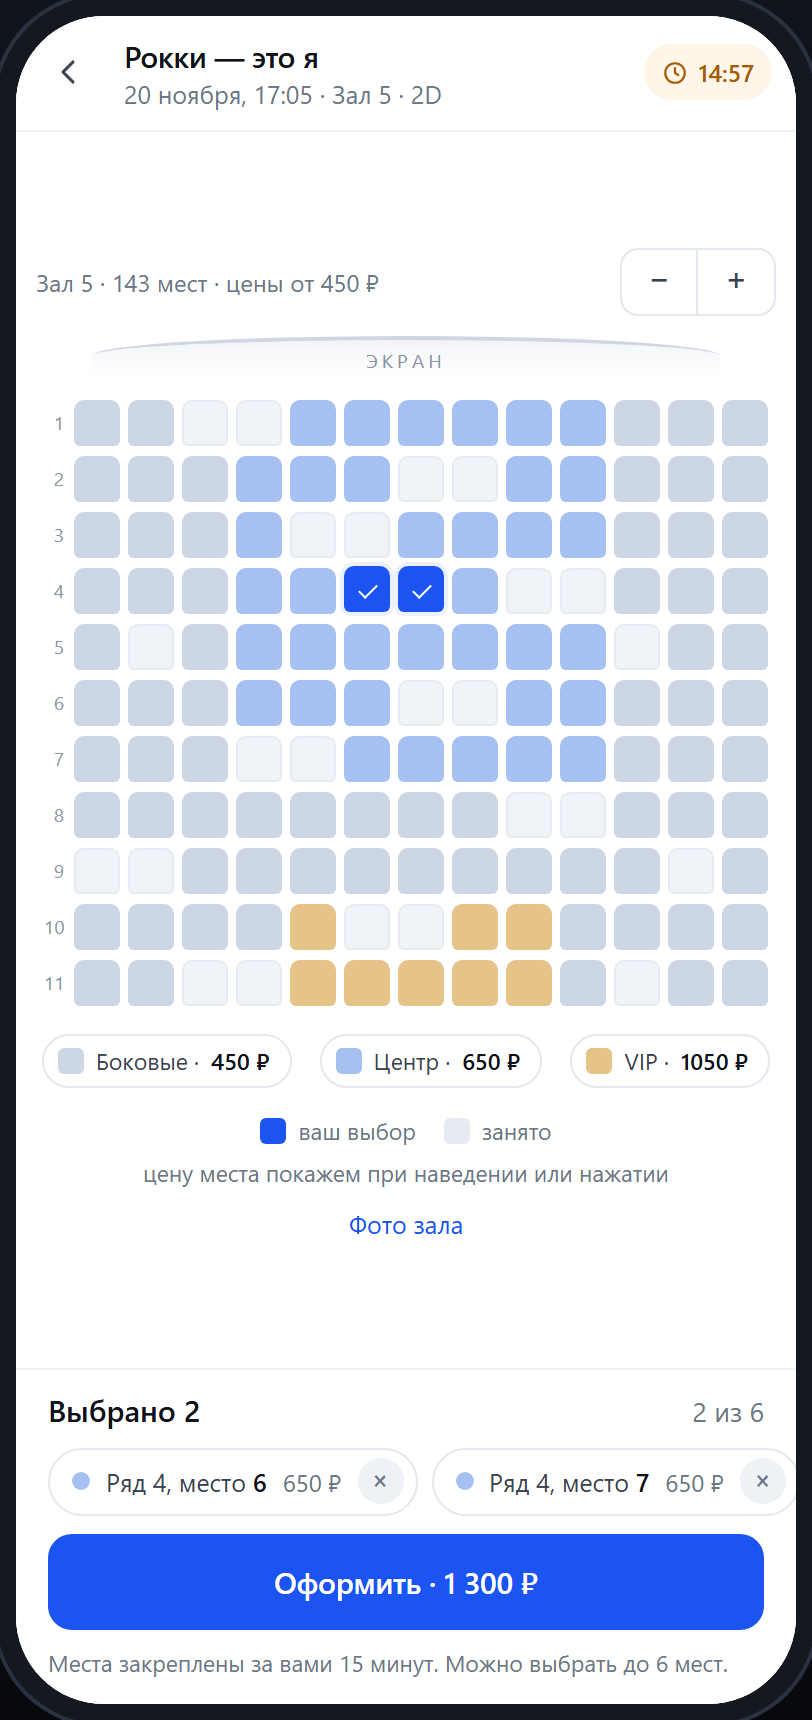 Рокки — это я
20 ноября, 17:05 · Зал 5 · 2D
14:57
Зал 5 · 143 мест · цены от 450 ₽
− +
ЭКРАН
1
2
3
4
5
6
7
8
9
10
11
Боковые · 450 ₽
Центр · 650 ₽
VIP · 1050 ₽
ваш выбор
занято
цену места покажем при наведении или нажатии
Фото зала
Выбрано 2
2 из 6
Ряд 4, место 6 650 ₽ ×
Ряд 4, место 7 650 ₽ ×
Оформить · 1 300 ₽
Места закреплены за вами 15 минут. Можно выбрать до 6 мест.